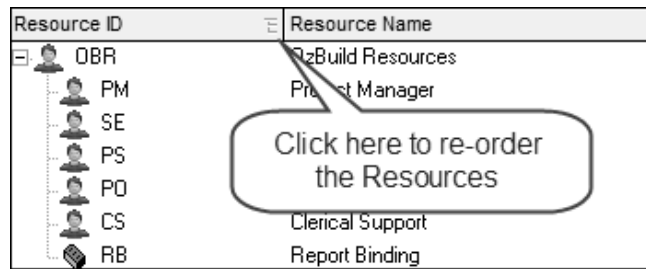 Resource ID Resource Name
OBR OzBuild Resources
PM Project Manager
SE
PS
PO
Click here to re-order
the Resources
CS Clerical Support
RB Report Binding